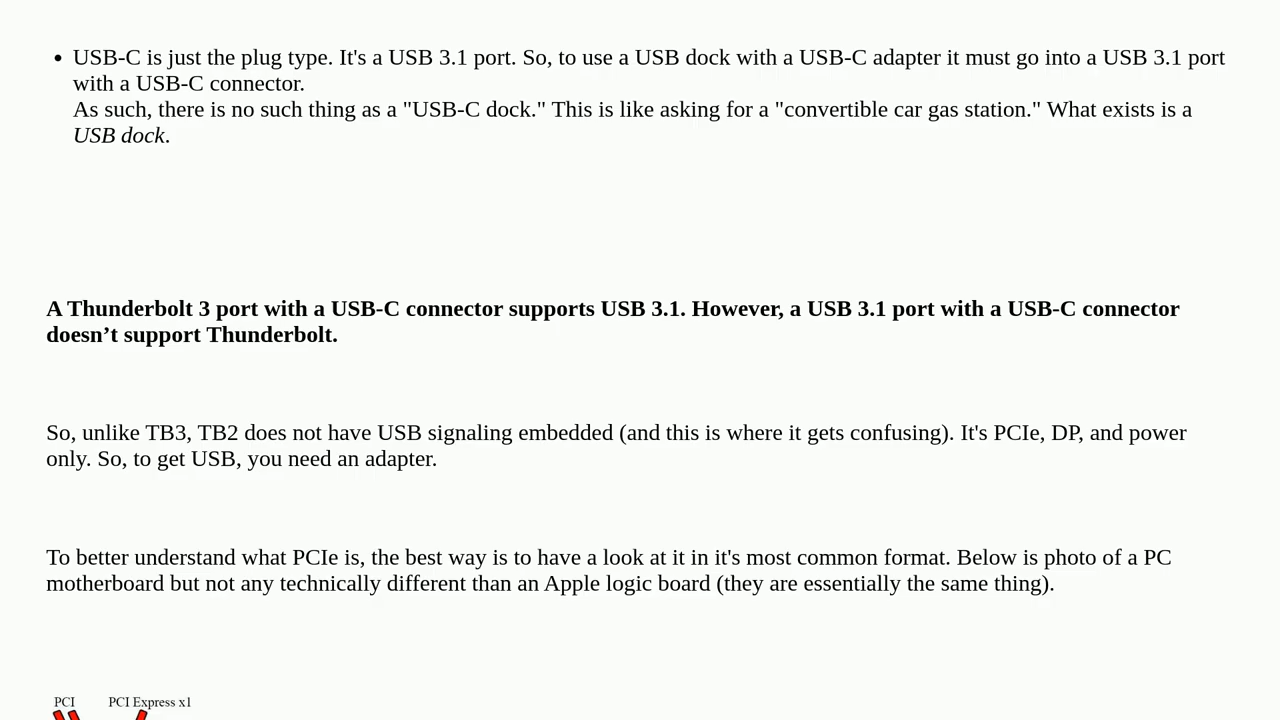 • USB-C is just the plug type. It's a USB 3.1 port. So, to use a USB dock with a USB-C adapter it must go into a USB 3.1 port
with a USB-C connector.
As such, there is no such thing as a "USB-C dock." This is like asking for a "convertible car gas station." What exists is a
USB dock.
A Thunderbolt 3 port with a USB-C connector supports USB 3.1. However, a USB 3.1 port with a USB-C connector
doesn’t support Thunderbolt.
So, unlike TB3, TB2 does not have USB signaling embedded (and this is where it gets confusing). It's PCIe, DP, and power
only. So, to get USB, you need an adapter.
To better understand what PCIe is, the best way is to have a look at it in it's most common format. Below is photo of a PC
motherboard but not any technically different than an Apple logic board (they are essentially the same thing).
PCI PCI Express x1